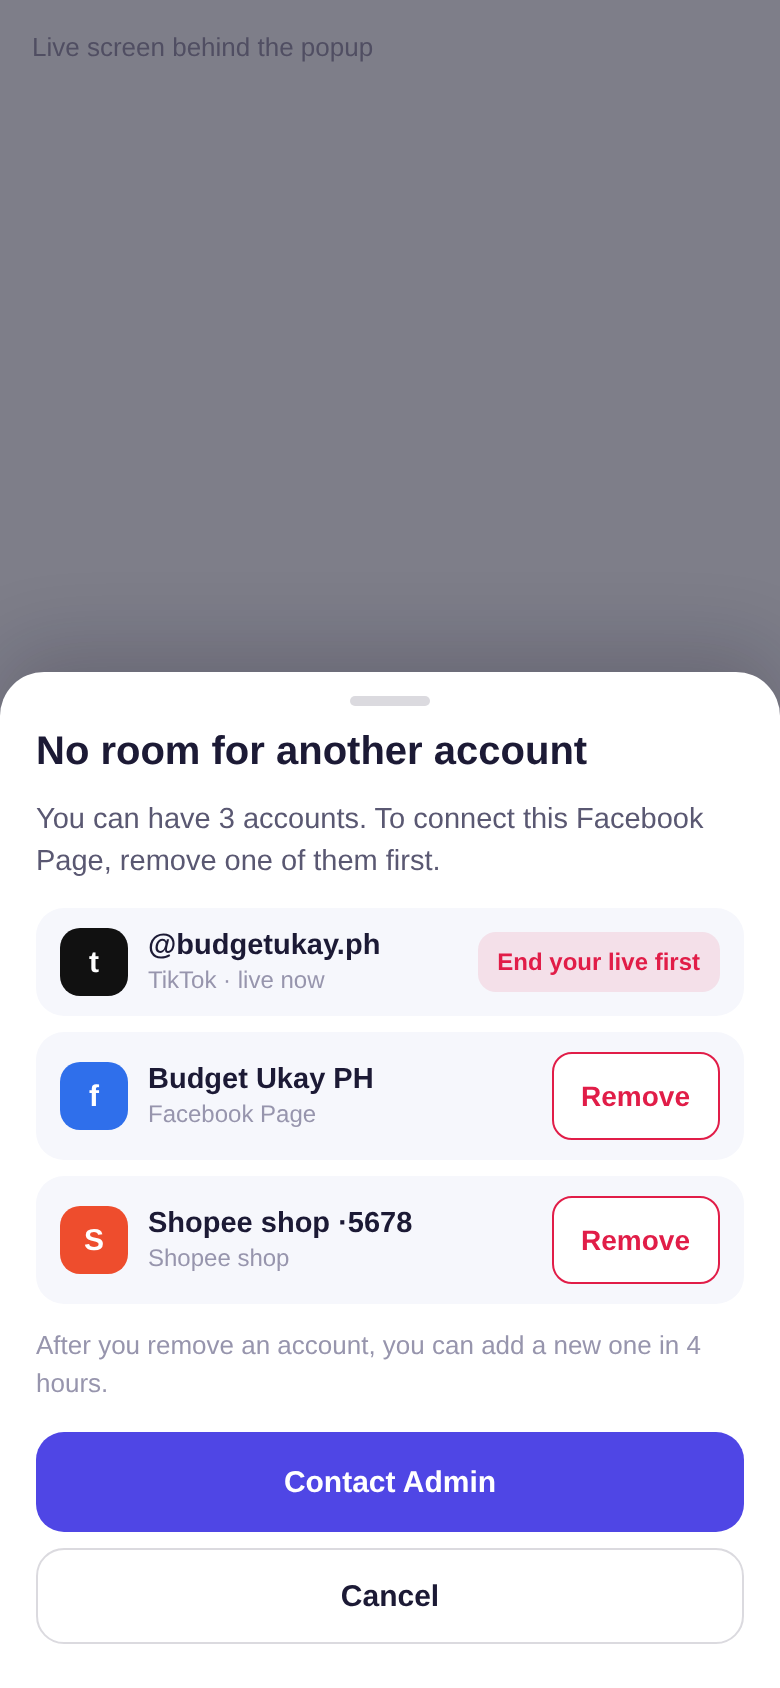 Live screen behind the popup
No room for another account
You can have 3 accounts. To connect this Facebook
Page, remove one of them first.
t
@budgetukay.ph
TikTok · live now
End your live first
f
Budget Ukay PH
Facebook Page
Remove
S
Shopee shop ·5678
Shopee shop
Remove
After you remove an account, you can add a new one in 4
hours.
Contact Admin
Cancel